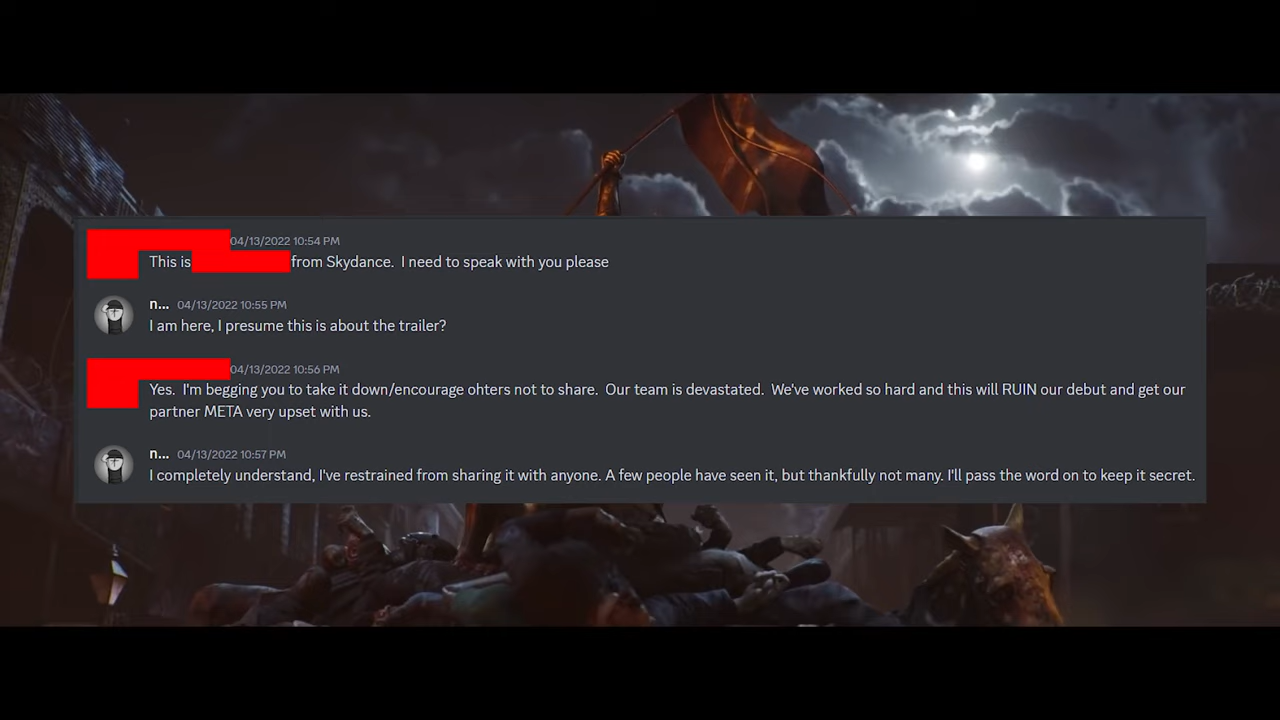 04/13/2022 10:54 PM
This is from Skydance. I need to speak with you please
n... 04/13/2022 10:55 PM
I am here, I presume this is about the trailer?
04/13/2022 10:56 PM
Yes. I'm begging you to take it down/encourage ohters not to share. Our team is devastated. We've worked so hard and this will RUIN our debut and get our
partner META very upset with us.
n... 04/13/2022 10:57 PM
I completely understand, I've restrained from sharing it with anyone. A few people have seen it, but thankfully not many. I'll pass the word on to keep it secret.